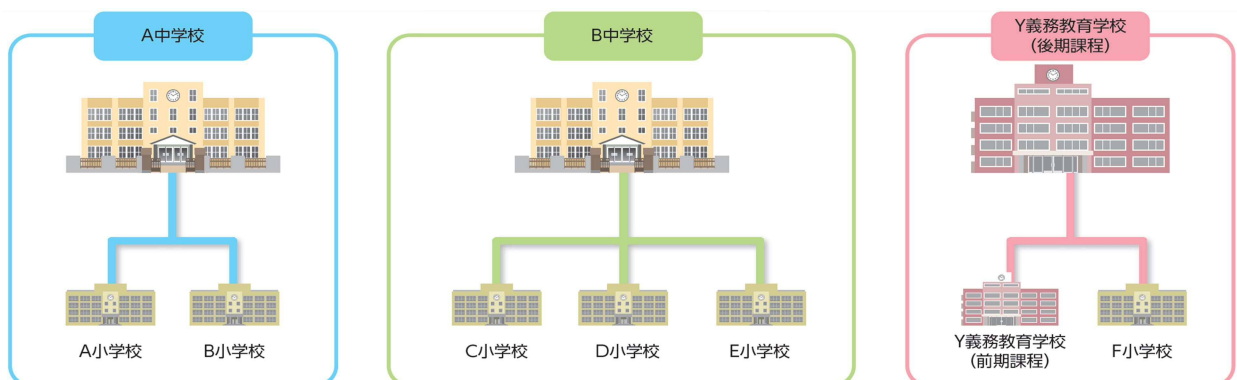 A中学校
B中学校
Y義務教育学校
(後期課程)
A小学校
B小学校
C小学校
D小学校
E小学校
Y義務教育学校
(前期課程)
F小学校